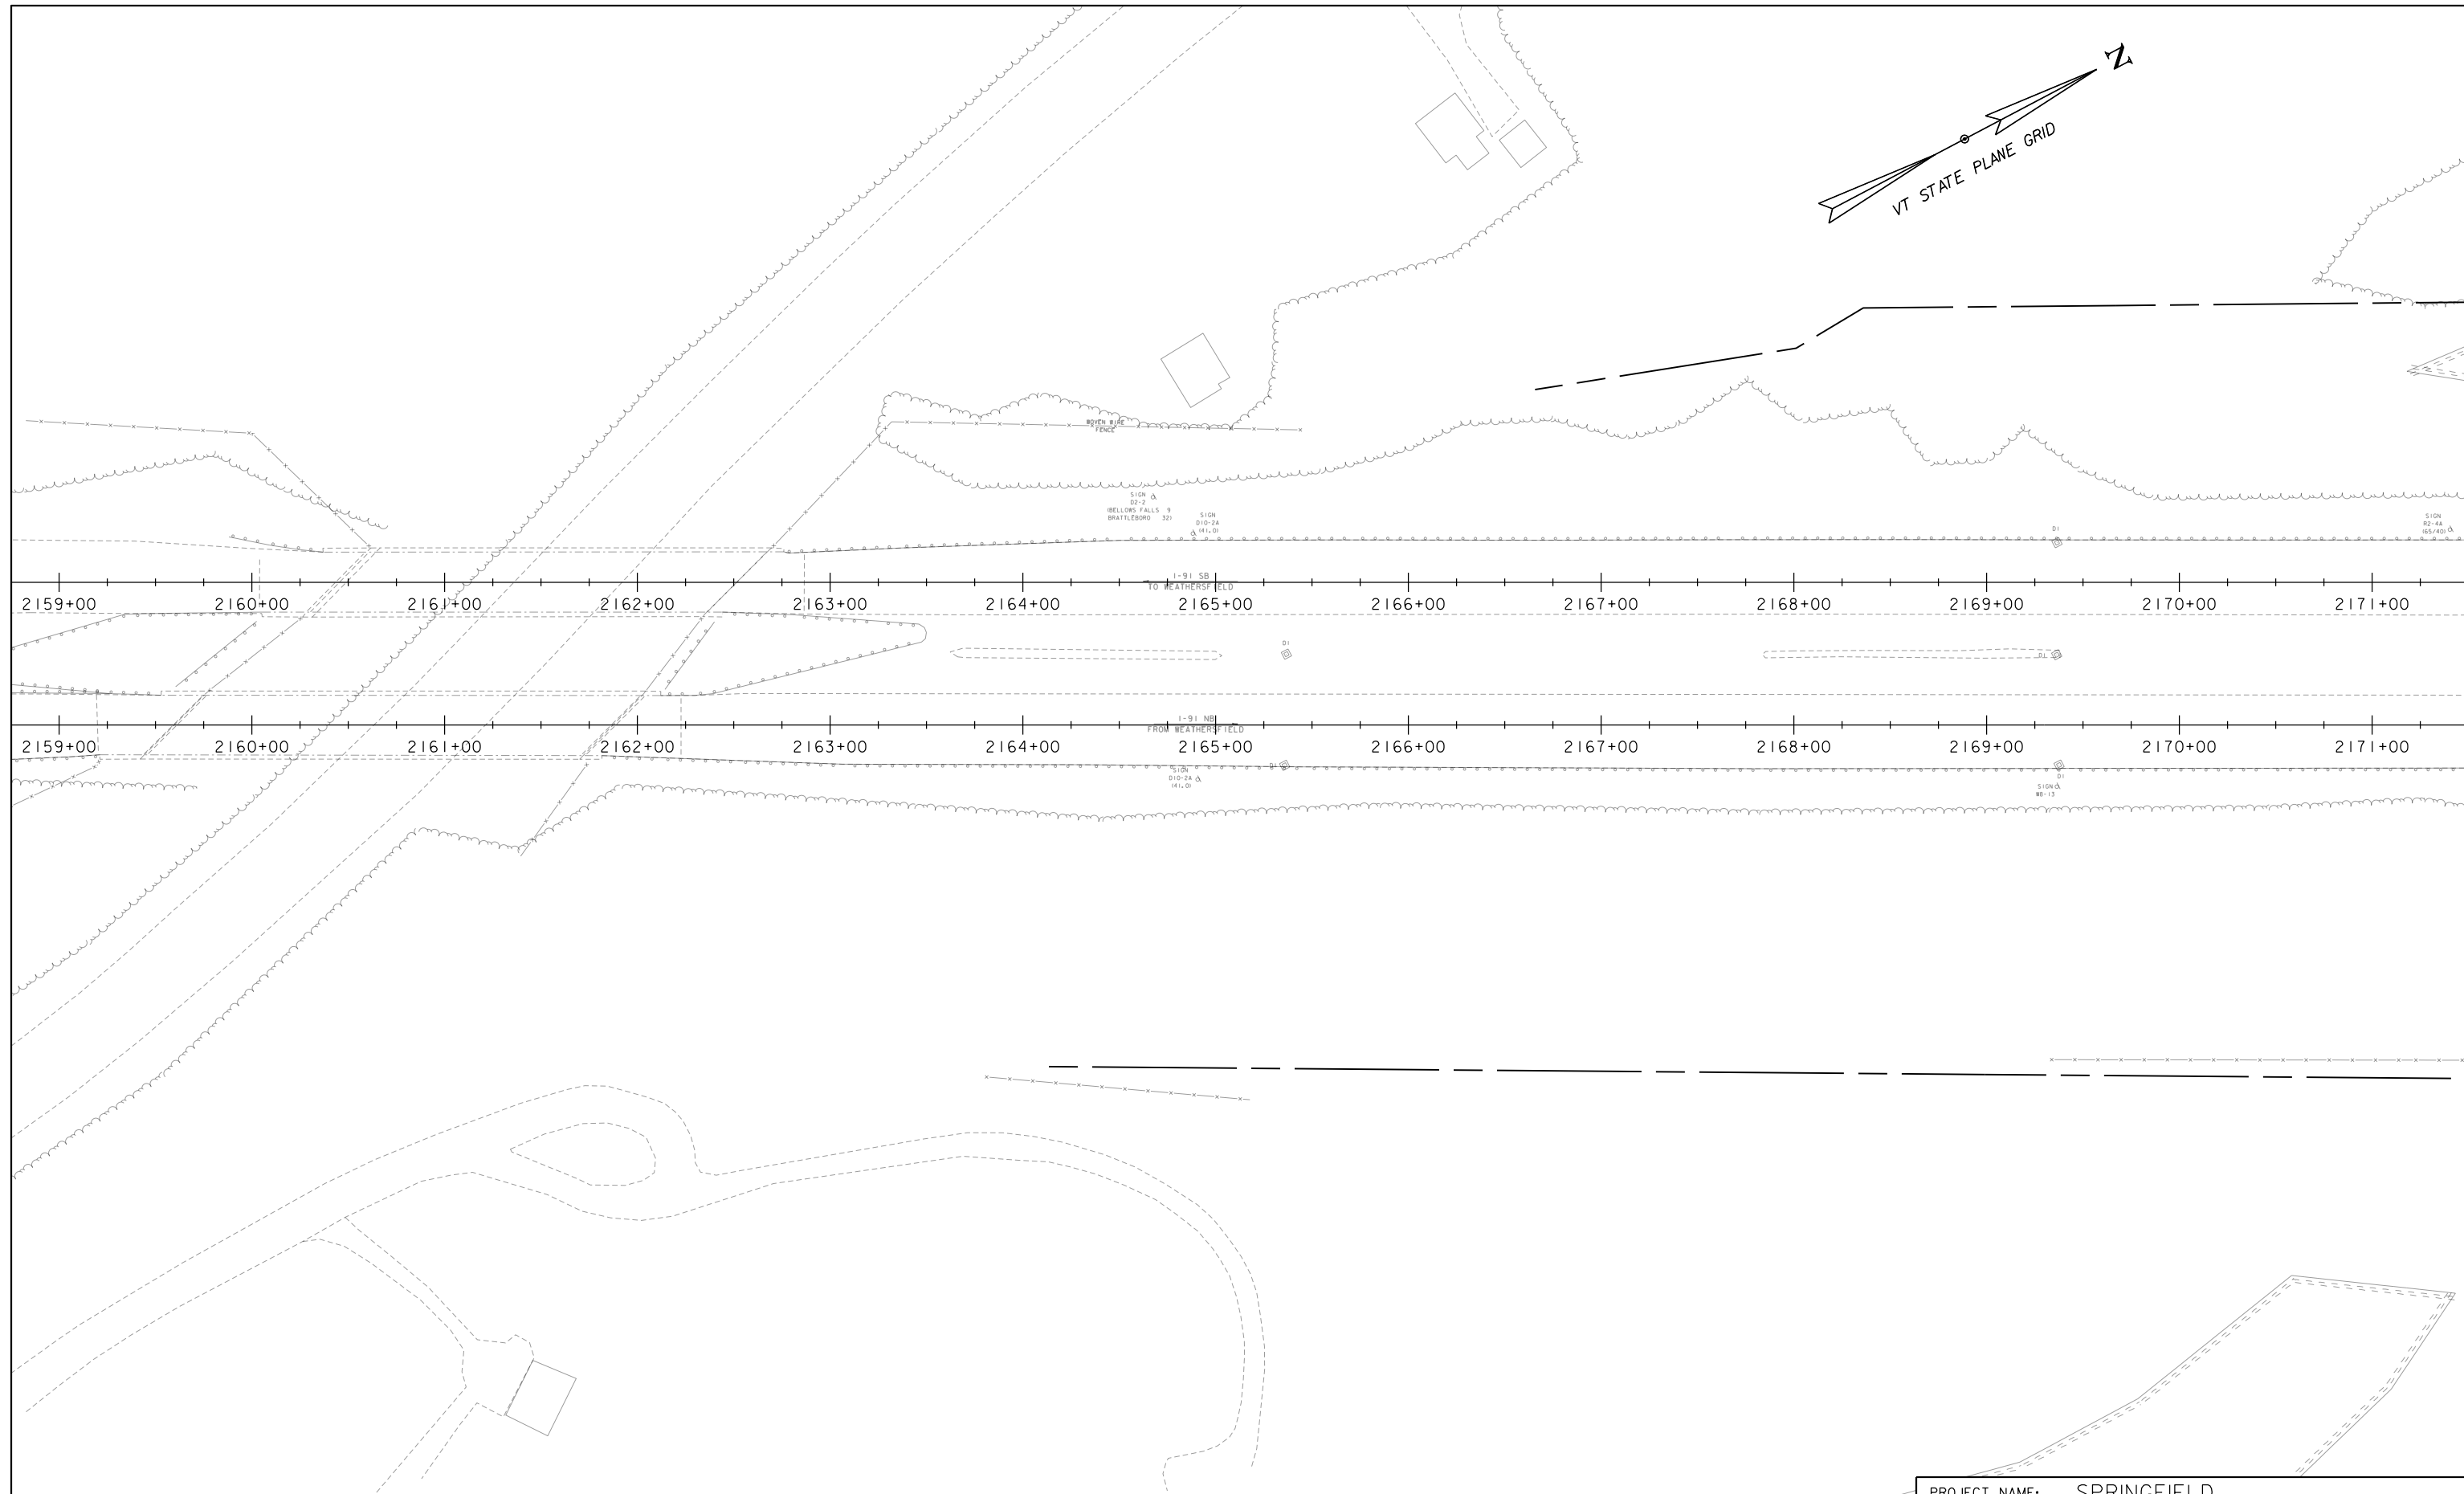 N
VT STATE PLANE GRID
WOVEN WIRE
FENCE
SIGN
D2-2
(BELLOWS FALLS 9
BRATTLEBORO 32)
SIGN
D10-2A
(41.0)
DI
SIGN
R2-4A
(65/40)
I-91 SB
TO WEATHERSFIELD
2159+00 2160+00 2161+00 2162+00 2163+00 2164+00 2165+00 2166+00 2167+00 2168+00 2169+00 2170+00 2171+00
DI
DI
I-91 NB
FROM WEATHERSFIELD
2159+00 2160+00 2161+00 2162+00 2163+00 2164+00 2165+00 2166+00 2167+00 2168+00 2169+00 2170+00 2171+00
DI
SIGN
D10-2A
(41.0)
DI
SIGN
W8-13
PROJECT NAME: SPRINGFIELD